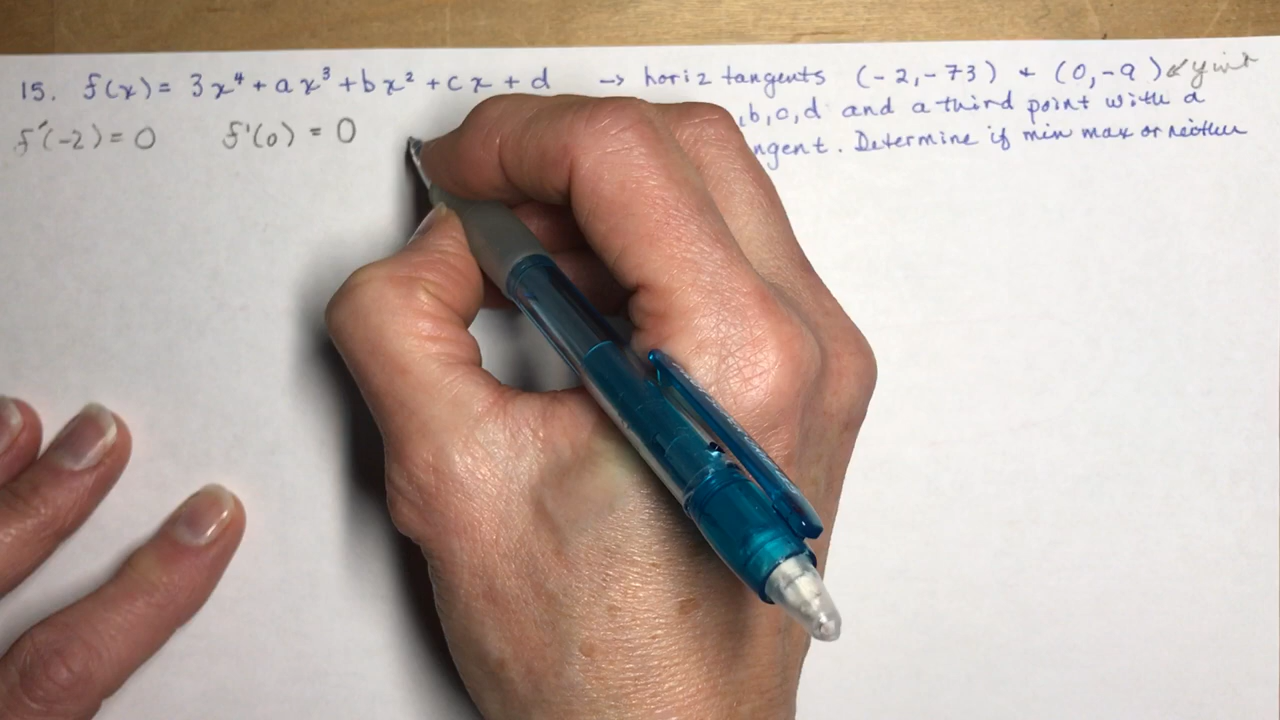 15. f(x) = 3x⁴ + ax³ + bx² + cx + d → horiz tangents (-2,-73) + (0,-9) ↙ y int
,b,c,d and a third point with a
f'(-2) = 0 f'(0) = 0
ngent. Determine if min max or neither